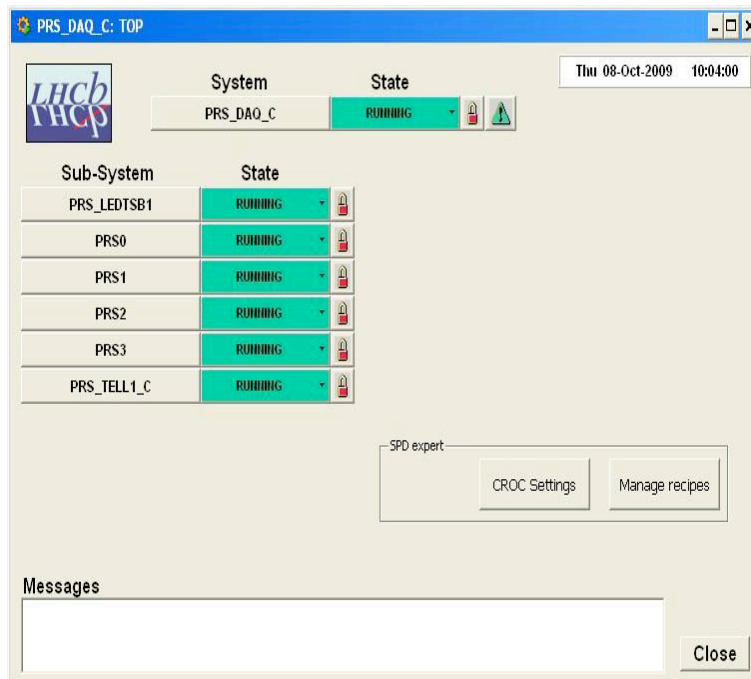 PRS_DAQ_C: TOP
LHCb
System State
Thu 08-Oct-2009 10:04:00
PRS_DAQ_C RUNNING
Sub-System State
PRS_LEDTSB1 RUNNING
PRS0 RUNNING
PRS1 RUNNING
PRS2 RUNNING
PRS3 RUNNING
PRS_TELL1_C RUNNING
SPD expert
CROC Settings Manage recipes
Messages
Close